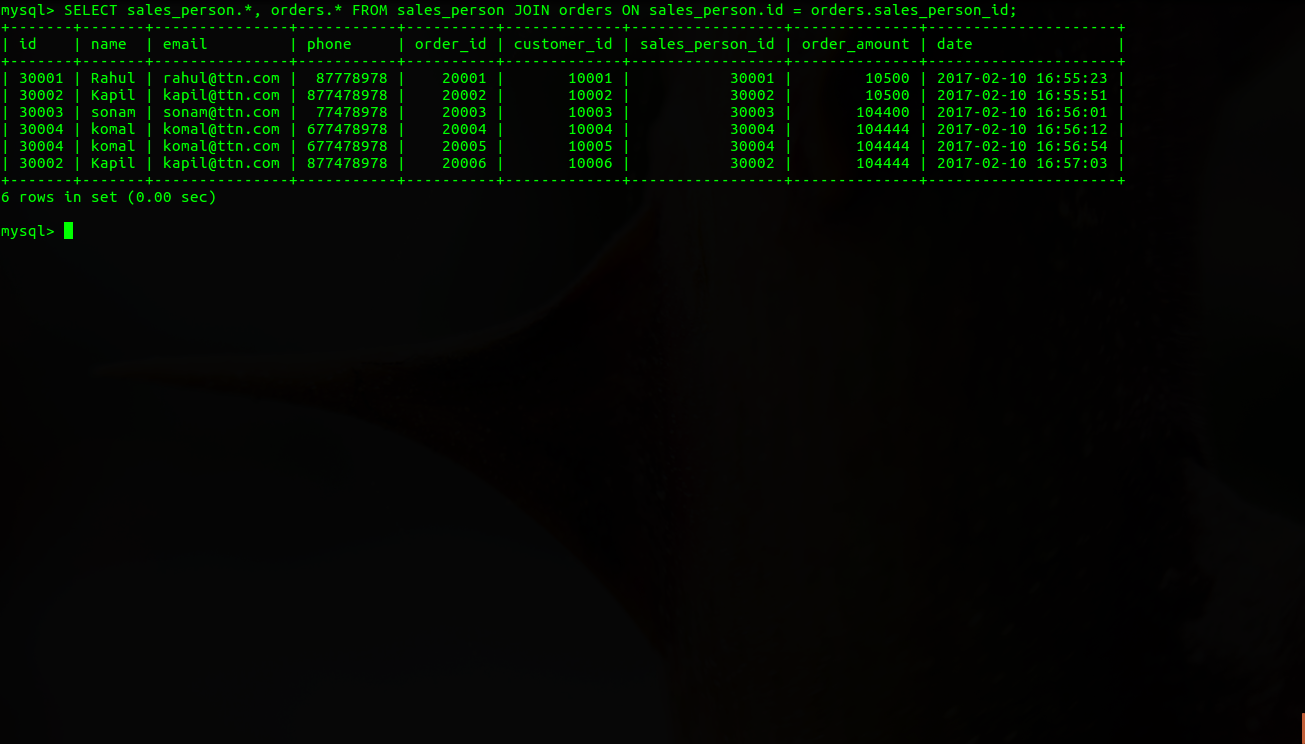 mysql> SELECT sales_person.*, orders.* FROM sales_person JOIN orders ON sales_person.id = orders.sales_person_id;
+-------+-------+---------------+-----------+----------+-------------+-----------------+--------------+---------------------+
| id    | name  | email         | phone     | order_id | customer_id | sales_person_id | order_amount | date                |
+-------+-------+---------------+-----------+----------+-------------+-----------------+--------------+---------------------+
| 30001 | Rahul | rahul@ttn.com |  87778978 |    20001 |       10001 |           30001 |        10500 | 2017-02-10 16:55:23 |
| 30002 | Kapil | kapil@ttn.com | 877478978 |    20002 |       10002 |           30002 |        10500 | 2017-02-10 16:55:51 |
| 30003 | sonam | sonam@ttn.com |  77478978 |    20003 |       10003 |           30003 |       104400 | 2017-02-10 16:56:01 |
| 30004 | komal | komal@ttn.com | 677478978 |    20004 |       10004 |           30004 |       104444 | 2017-02-10 16:56:12 |
| 30004 | komal | komal@ttn.com | 677478978 |    20005 |       10005 |           30004 |       104444 | 2017-02-10 16:56:54 |
| 30002 | Kapil | kapil@ttn.com | 877478978 |    20006 |       10006 |           30002 |       104444 | 2017-02-10 16:57:03 |
+-------+-------+---------------+-----------+----------+-------------+-----------------+--------------+---------------------+
6 rows in set (0.00 sec)
mysql>